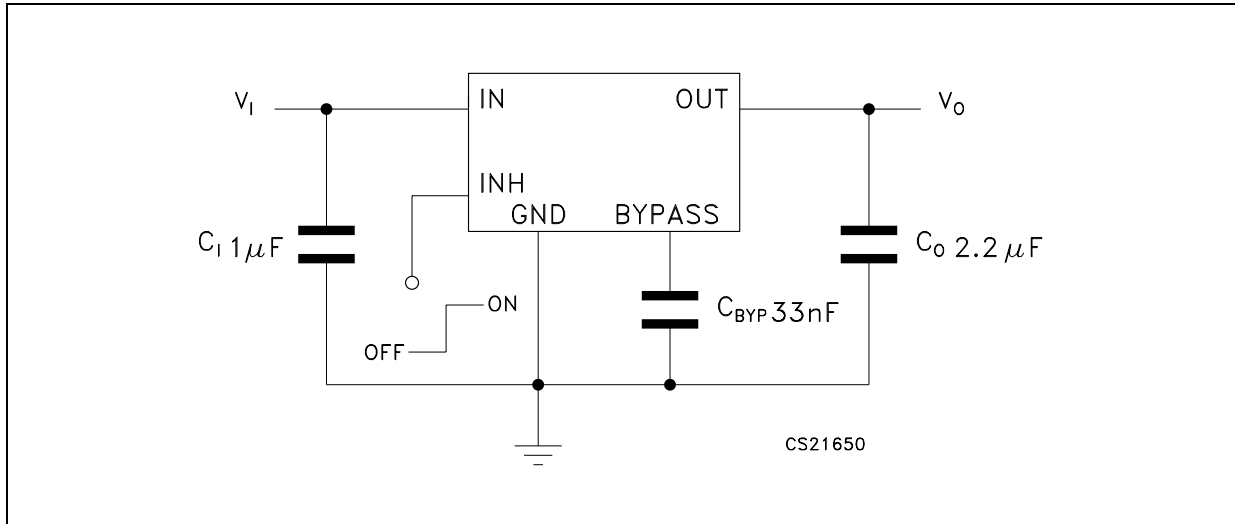 V_I
IN
OUT
V_O
INH
GND
BYPASS
C_I 1μF
C_O 2.2μF
C_BYP 33nF
ON
OFF
CS21650